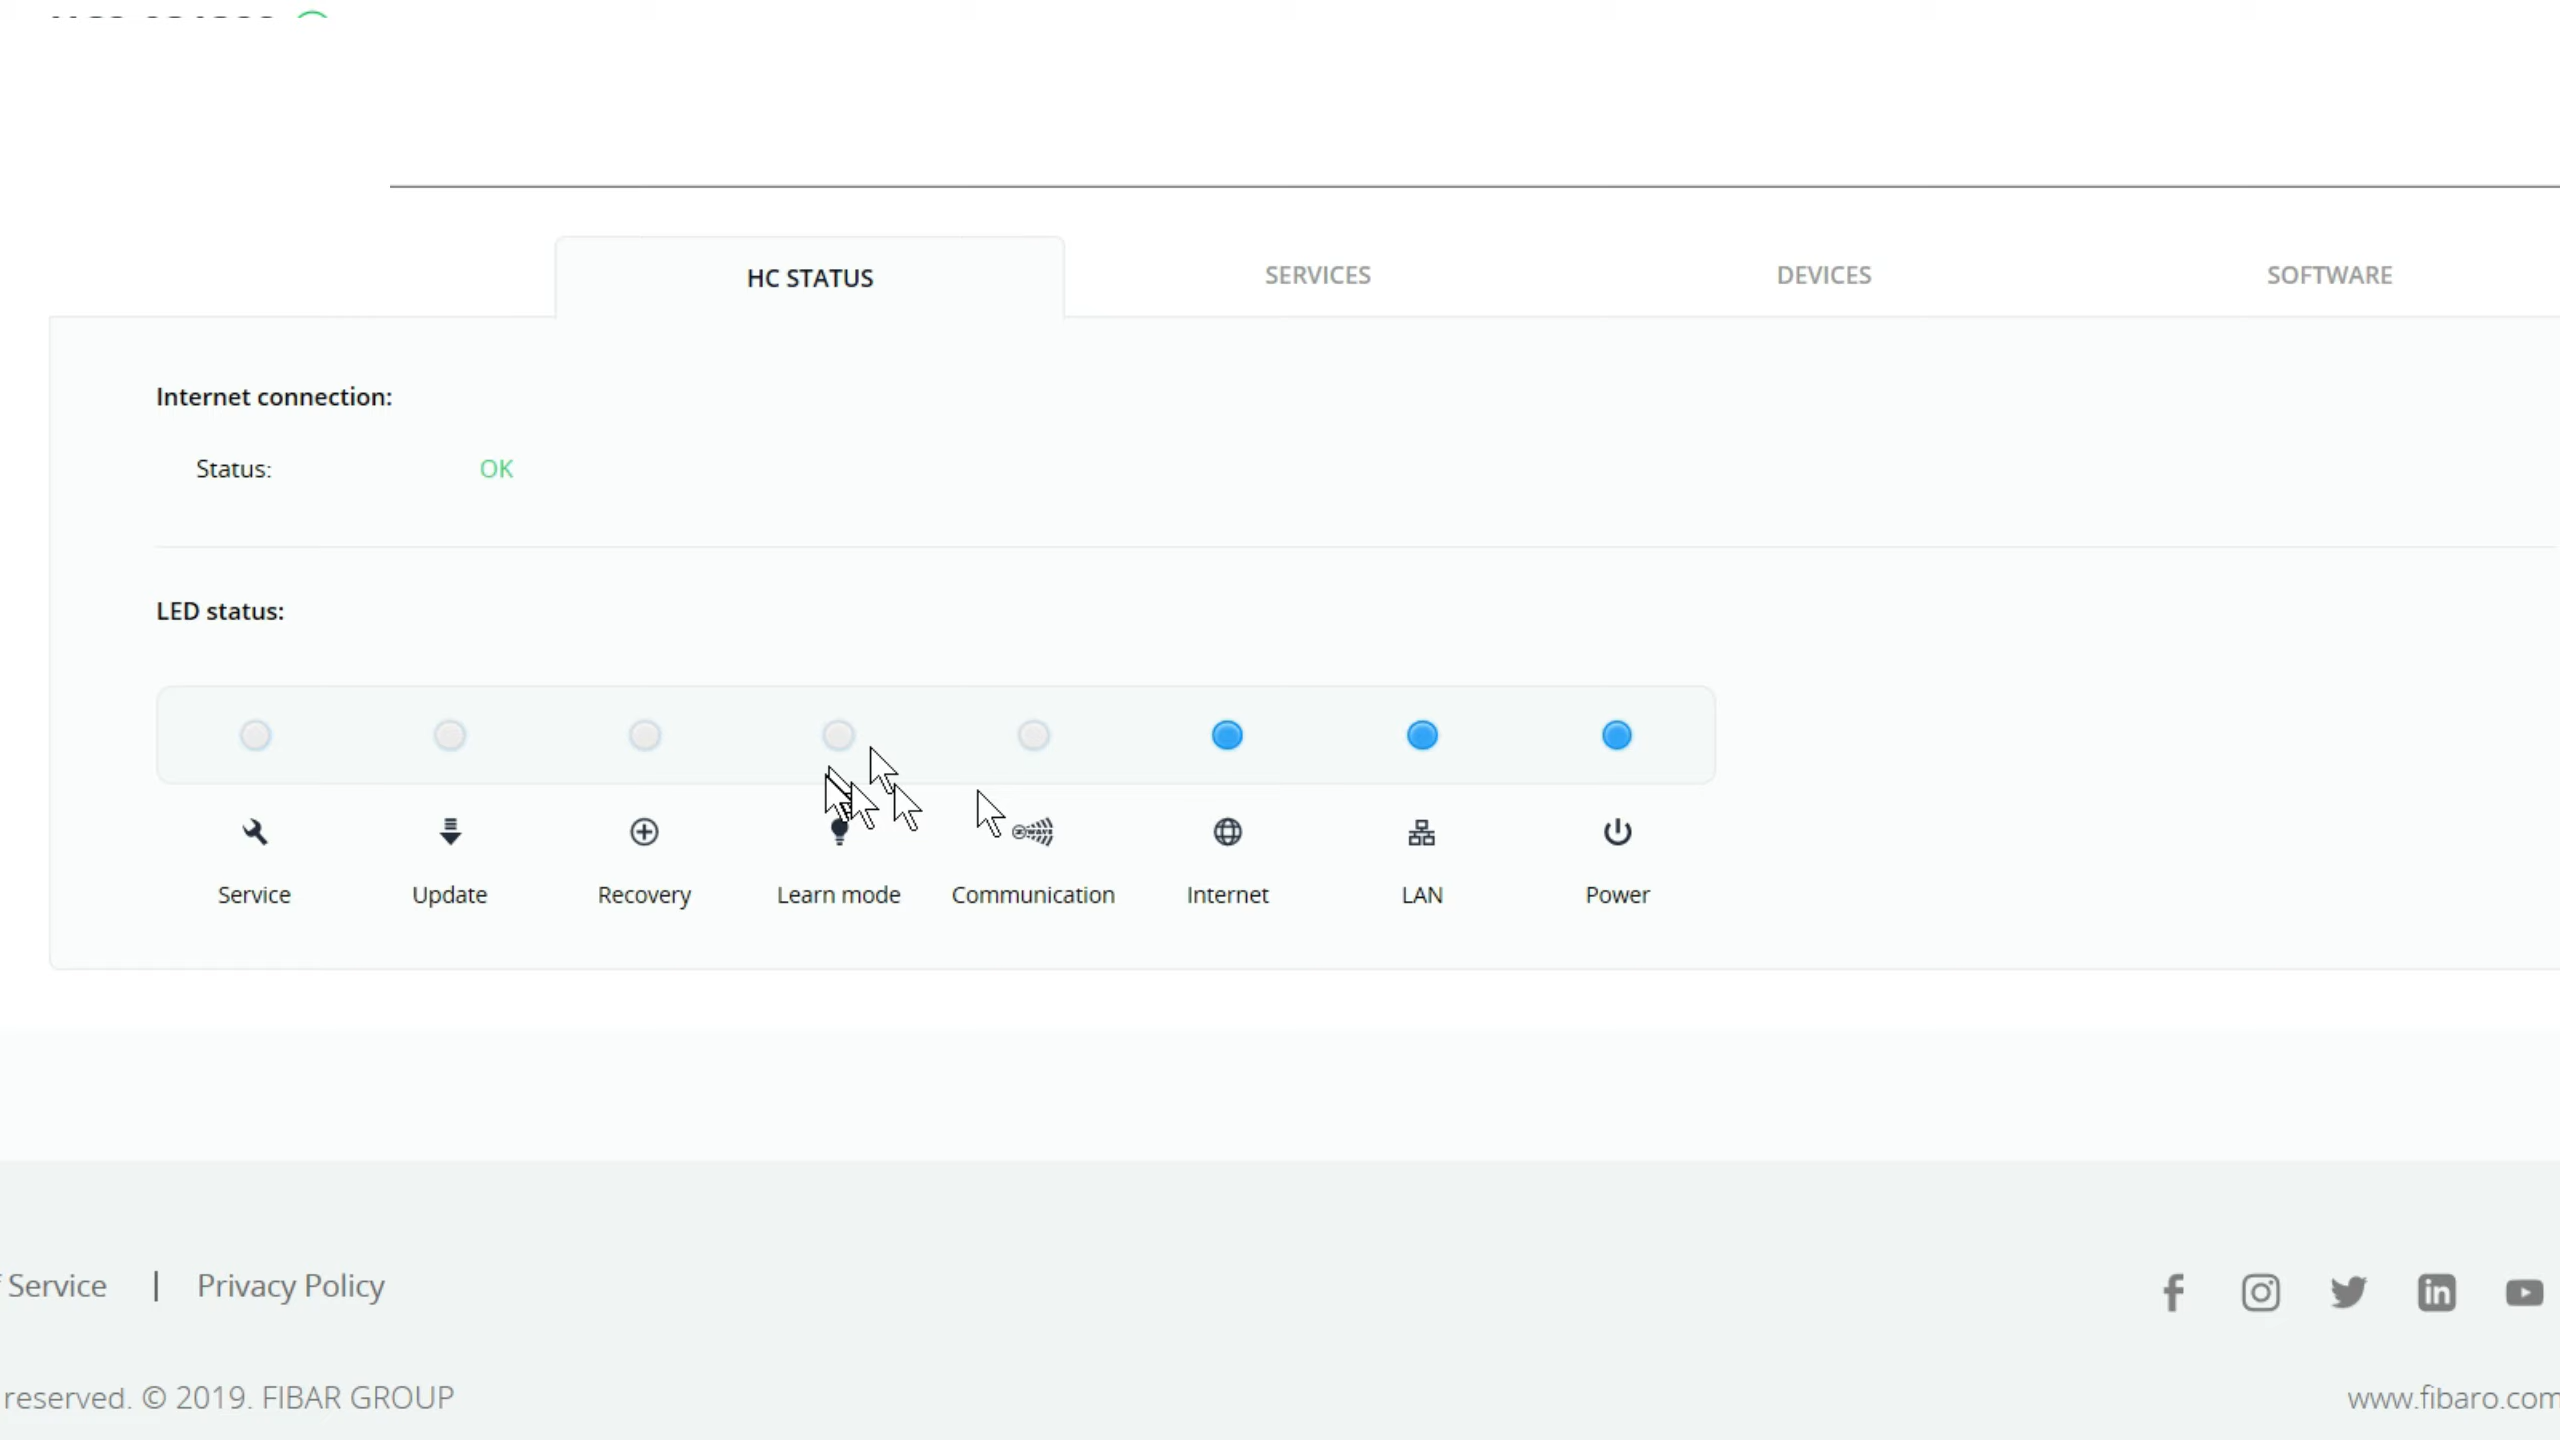 HC STATUS
SERVICES
DEVICES
SOFTWARE
Internet connection:
Status:
OK
LED status:
Service
Update
Recovery
Learn mode
Communication
Internet
LAN
Power
Service | Privacy Policy
reserved. © 2019. FIBAR GROUP
www.fibaro.com